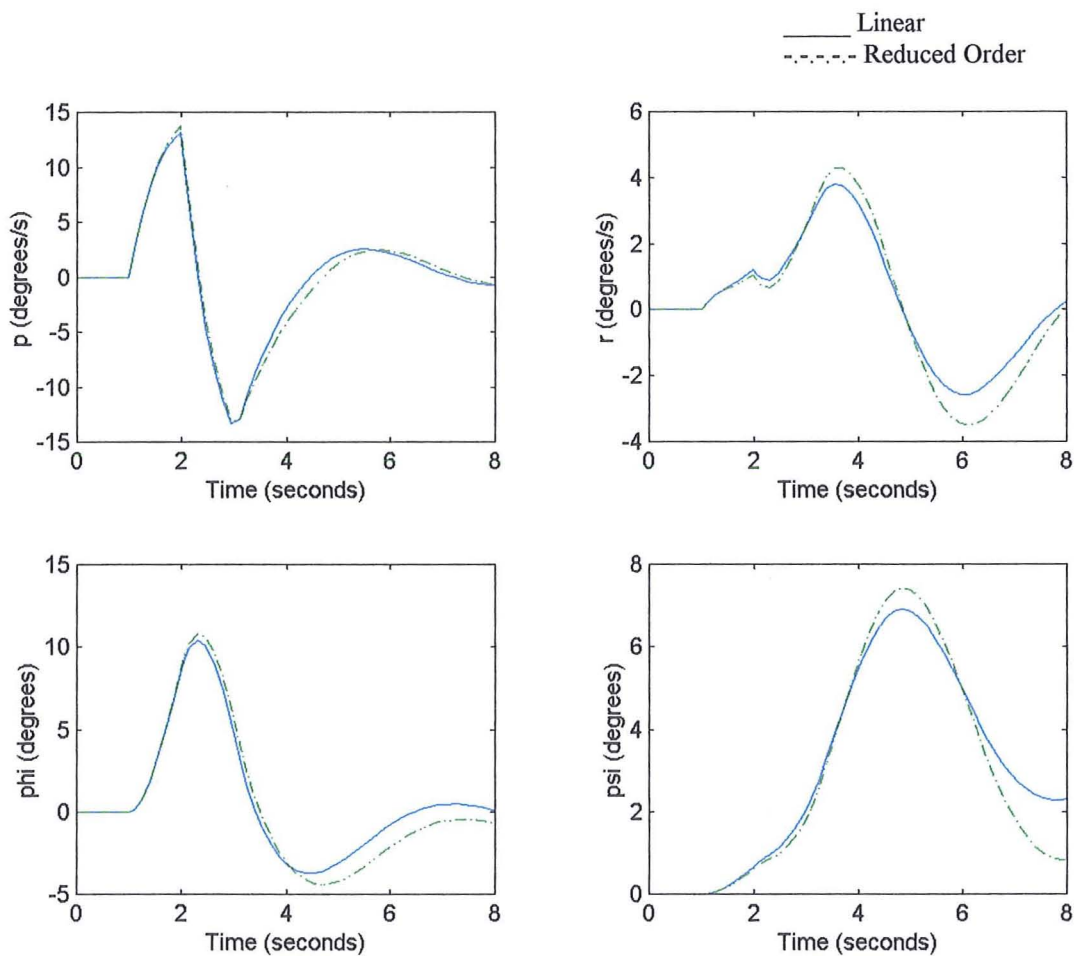 Linear
Reduced Order
15
10
5
0
-5
-10
-15
p (degrees/s)
0 2 4 6 8
Time (seconds)
6
4
2
0
-2
-4
r (degrees/s)
0 2 4 6 8
Time (seconds)
15
10
5
0
-5
phi (degrees)
0 2 4 6 8
Time (seconds)
8
6
4
2
0
psi (degrees)
0 2 4 6 8
Time (seconds)